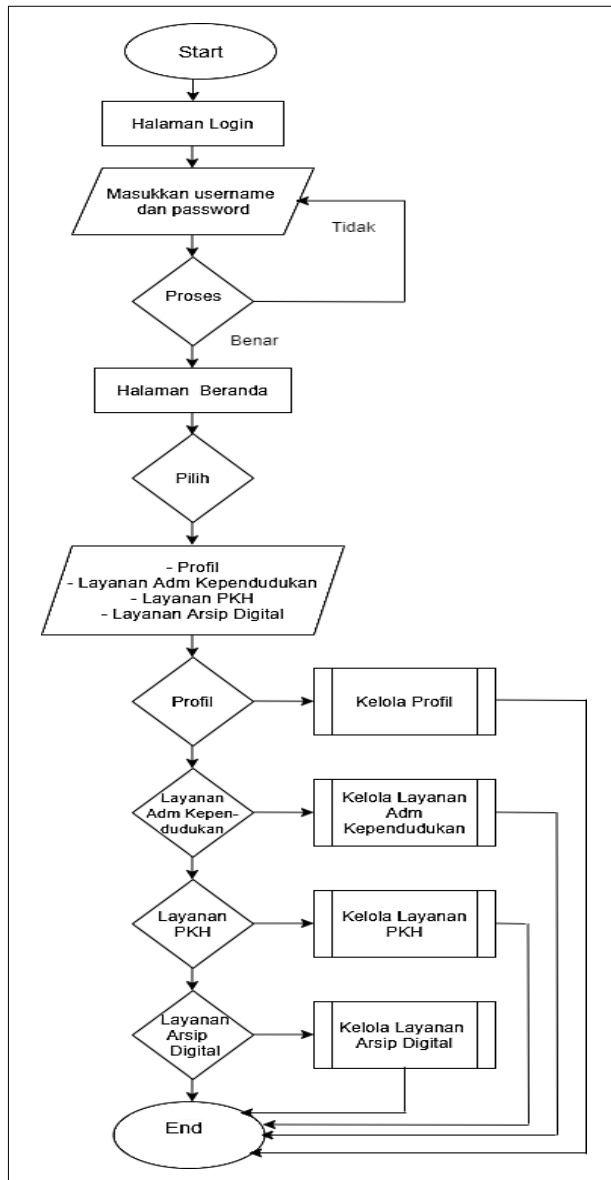 Start
Halaman Login
Masukkan username
dan password
Tidak
Proses
Benar
Halaman Beranda
Pilih
- Profil
- Layanan Adm Kependudukan
- Layanan PKH
- Layanan Arsip Digital
Profil
Kelola Profil
Layanan
Adm Kepen-
dudukan
Kelola Layanan
Adm
Kependudukan
Layanan
PKH
Kelola Layanan
PKH
Layanan
Arsip
Digital
Kelola Layanan
Arsip Digital
End